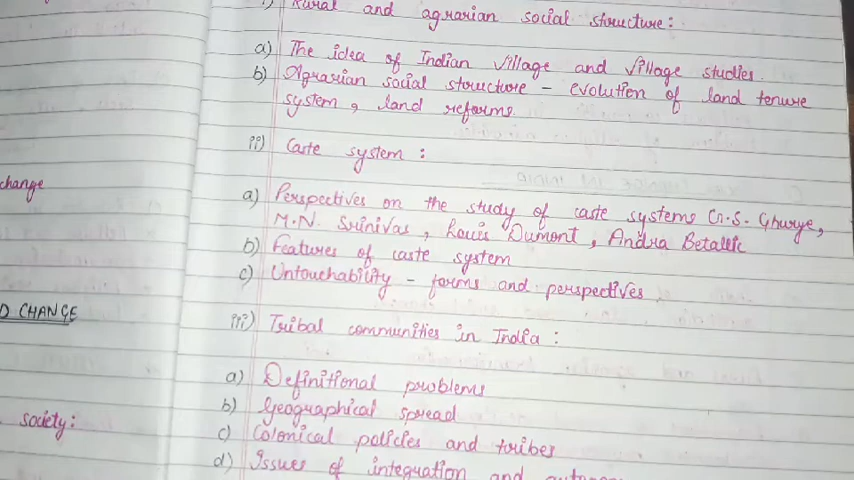 i) Rural and agrarian social structure:
a) The idea of Indian Village and Village studies.
b) Agrarian social structure - evolution of land tenure
system, land reforms.
ii) Caste system:
change
a) Perspectives on the study of caste systems G.S. Ghurye,
M.N. Srinivas, Louis Dumont, Andra Betallic
b) Features of caste system
c) Untouchability - forms and perspectives
D CHANGE
iii) Tribal communities in India:
a) Definitional problems
society:
b) Geographical spread
c) Colonical policies and tribes
d) Issues of integration and